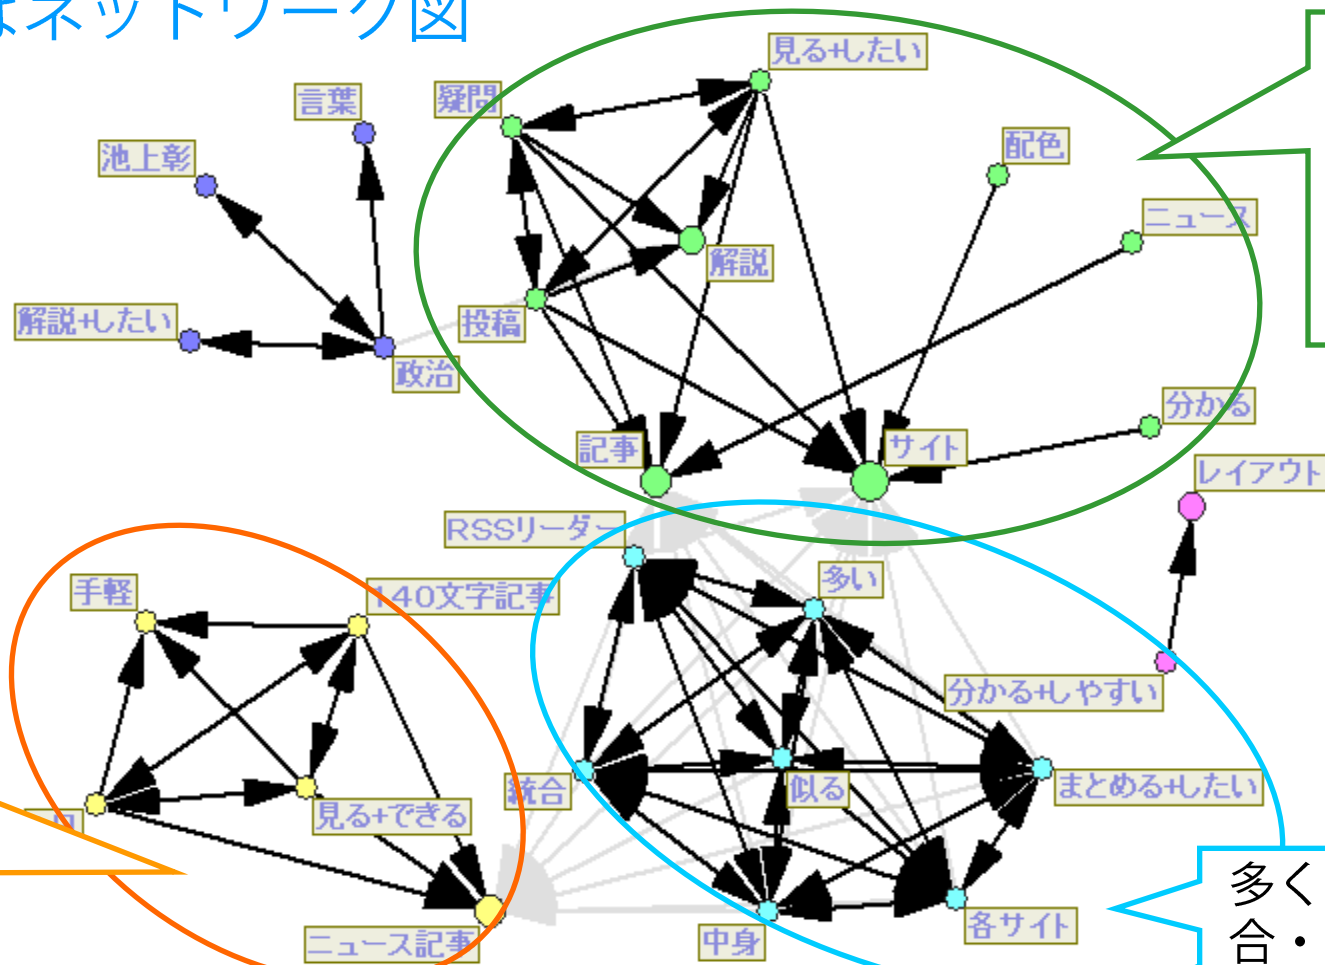 ネットワーク図
見る+したい
疑問
言葉
配色
池上彰
ニュース
解説
解説+したい
投稿
政治
分かる
記事
サイト
レイアウト
RSSリーダー
多い
手軽
140文字記事
分かる+しやすい
統合
似る
まとめる+したい
見る+できる
多く
各サイト
中身
ニュース記事
合・